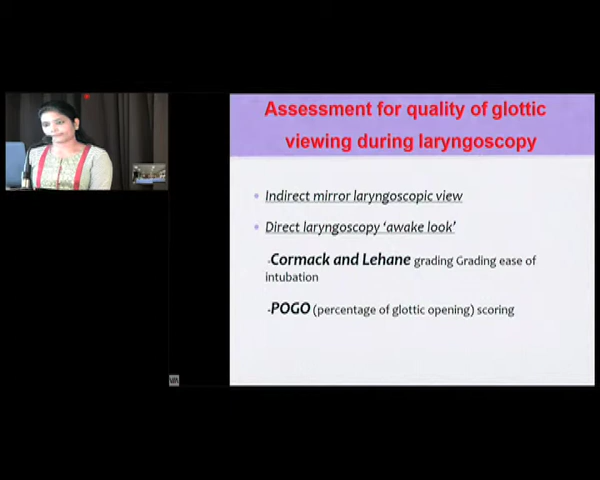 Assessment for quality of glottic
viewing during laryngoscopy
Indirect mirror laryngoscopic view
Direct laryngoscopy ‘awake look’
-Cormack and Lehane grading Grading ease of
intubation
-POGO (percentage of glottic opening) scoring